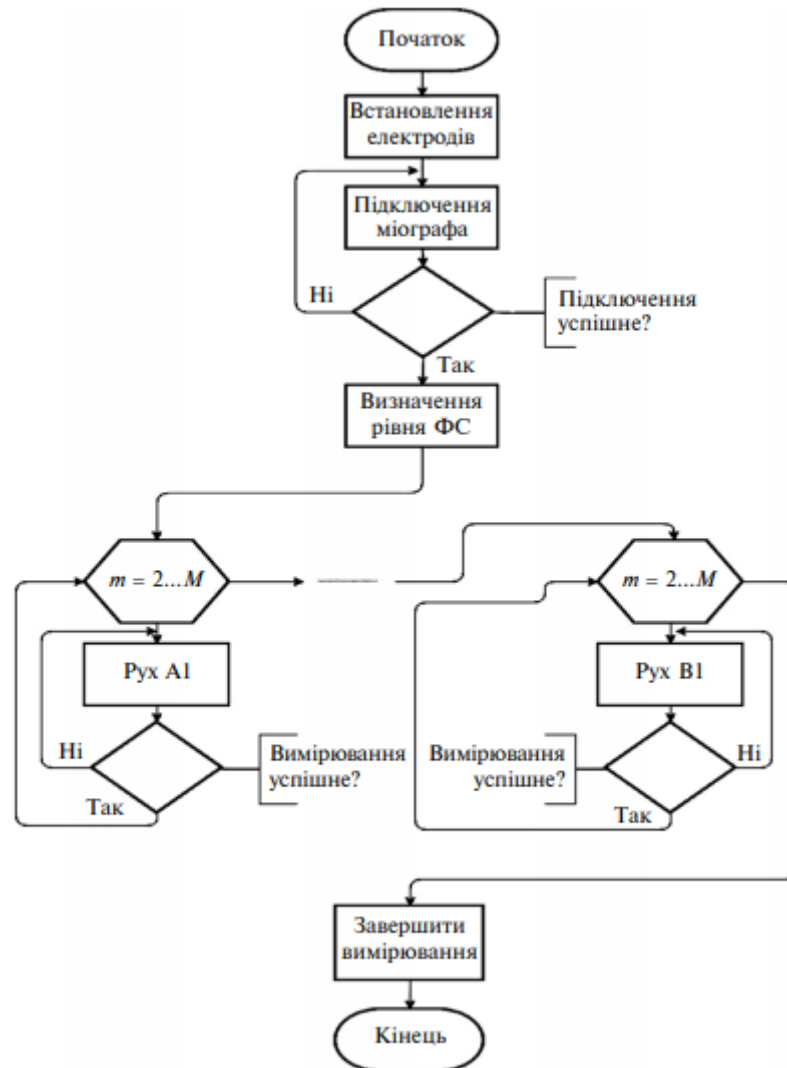 Початок
Встановлення
електродів
Підключення
міографа
Ні
Підключення
успішне?
Так
Визначення
рівня ФС
m = 2...M
m = 2...M
Рух А1
Рух В1
Ні
Вимірювання
успішне?
Так
Вимірювання
успішне?
Ні
Так
Завершити
вимірювання
Кінець